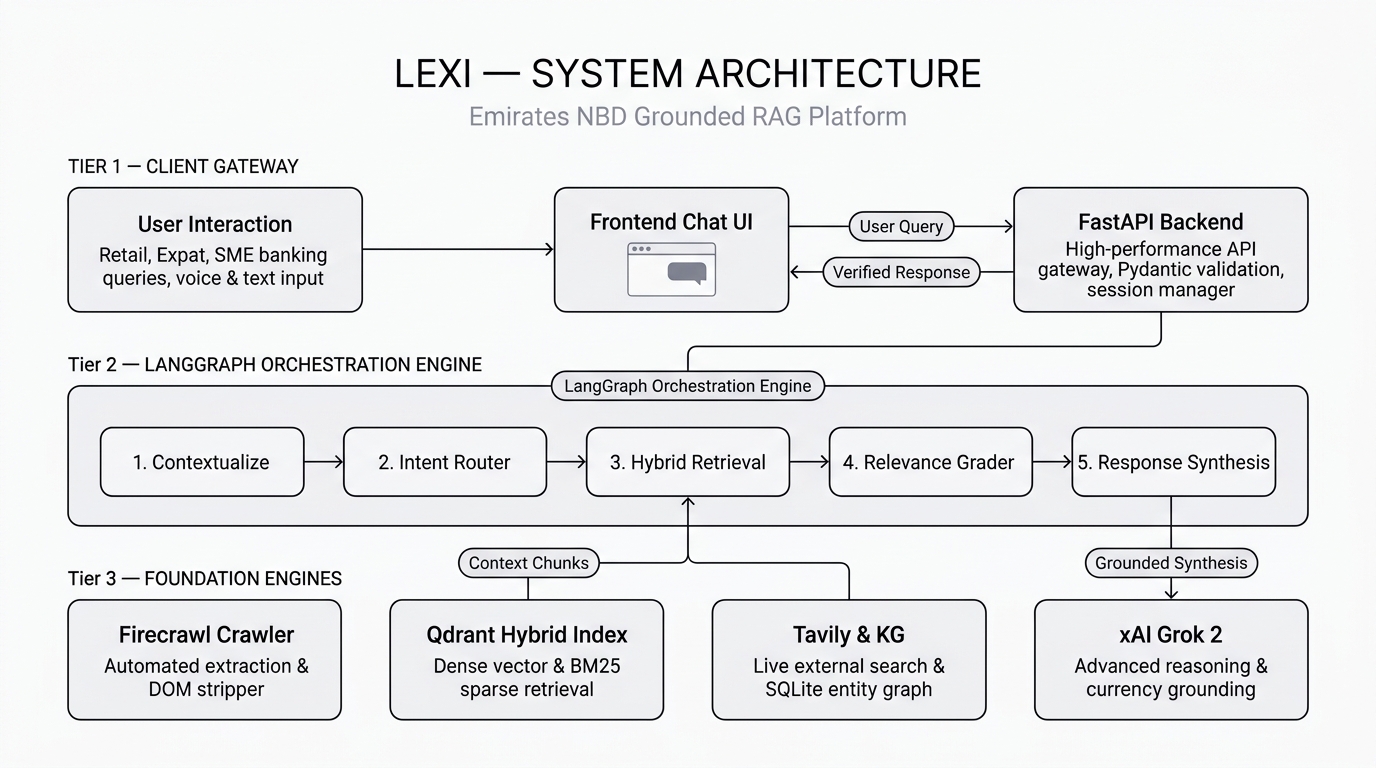 LEXI — SYSTEM ARCHITECTURE
Emirates NBD Grounded RAG Platform
TIER 1 — CLIENT GATEWAY
User Interaction
Retail, Expat, SME banking
queries, voice & text input
Frontend Chat UI
User Query
Verified Response
FastAPI Backend
High-performance API
gateway, Pydantic validation,
session manager
Tier 2 — LANGGRAPH ORCHESTRATION ENGINE
LangGraph Orchestration Engine
1. Contextualize
2. Intent Router
3. Hybrid Retrieval
4. Relevance Grader
5. Response Synthesis
Context Chunks
Grounded Synthesis
Tier 3 — FOUNDATION ENGINES
Firecrawl Crawler
Automated extraction &
DOM stripper
Qdrant Hybrid Index
Dense vector & BM25
sparse retrieval
Tavily & KG
Live external search &
SQLite entity graph
xAI Grok 2
Advanced reasoning &
currency grounding